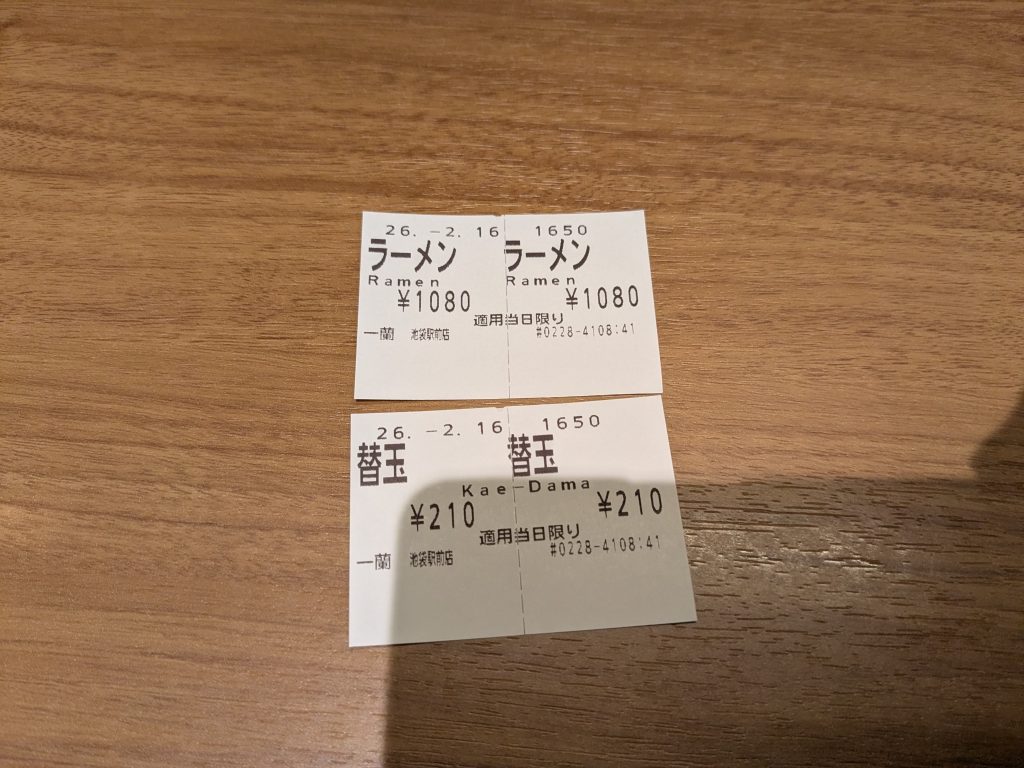 26. -2. 16 1650
ラーメン ラーメン
Ramen Ramen
¥1080 ¥1080
適用当日限り
一蘭 池袋駅前店 #0228-4108:41
26. -2. 16 1650
替玉 替玉
Kae-Dama
¥210 ¥210
適用当日限り
一蘭 池袋駅前店 #0228-4108:41